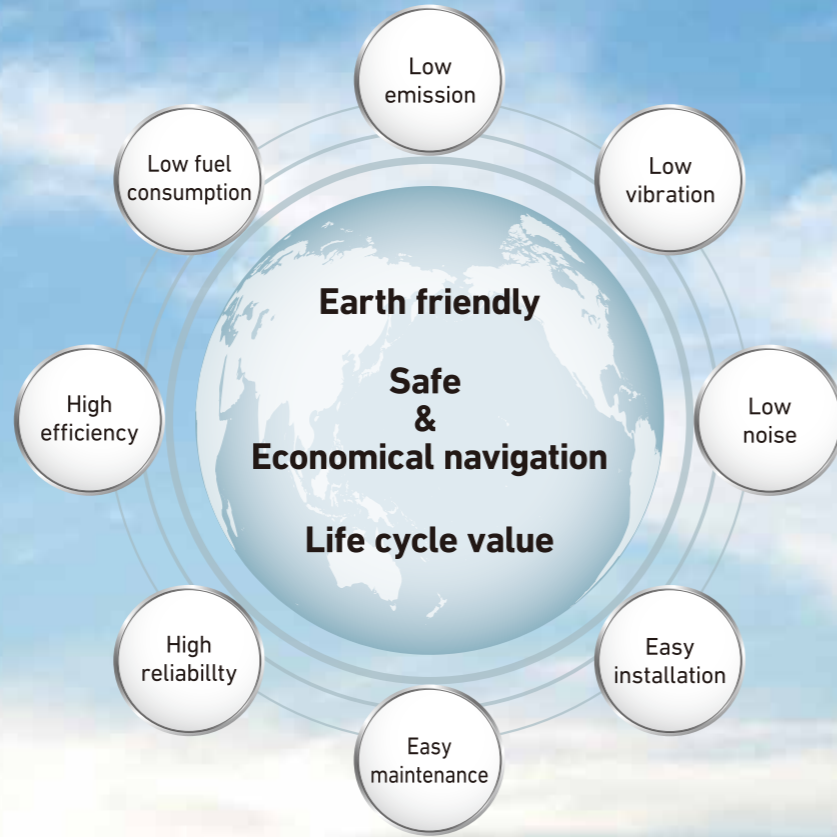 Low
emission
Low fuel
consumption
Low
vibration
Earth friendly
Safe
&
Economical navigation
Life cycle value
High
efficiency
Low
noise
High
reliabillty
Easy
installation
Easy
maintenance